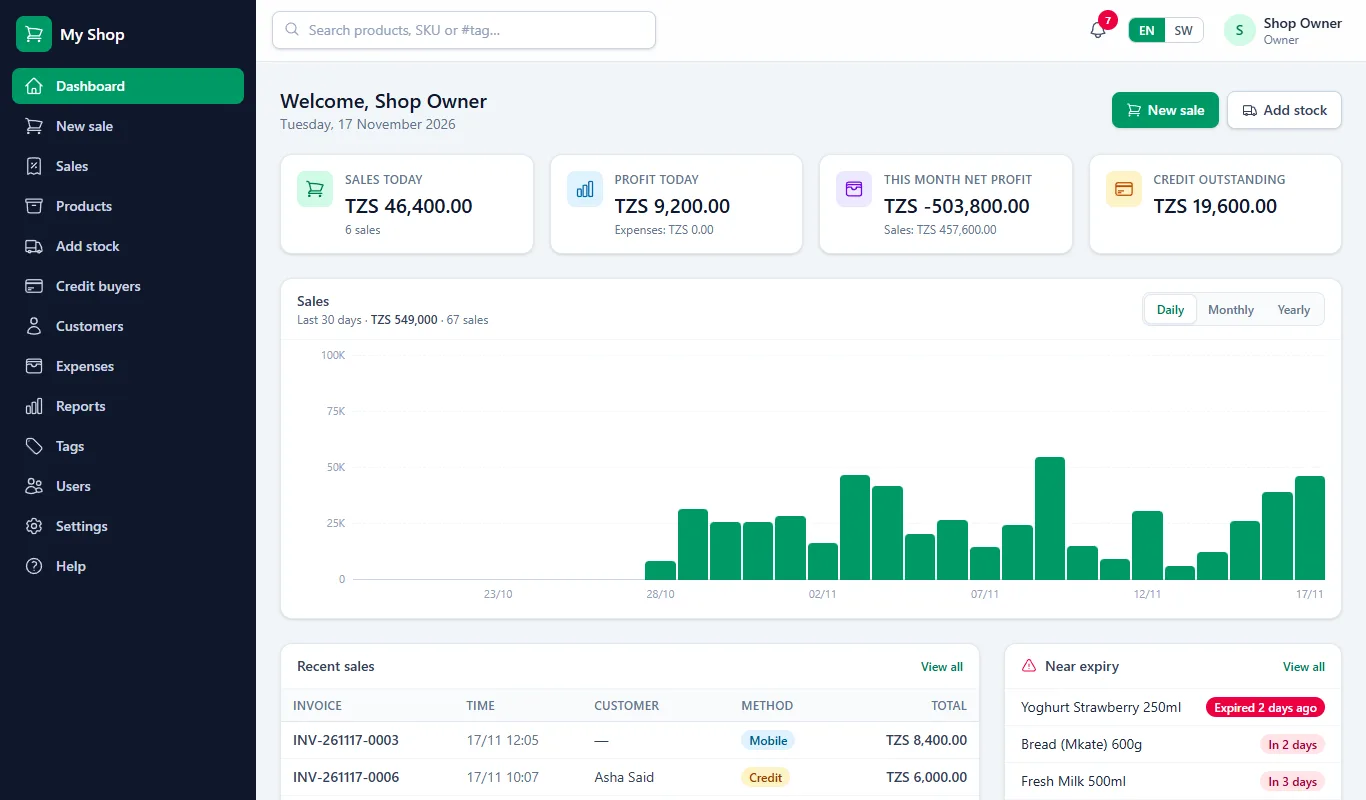 My Shop
Search products, SKU or #tag...
7
EN SW
S
Shop Owner
Owner
Dashboard
New sale
Sales
Products
Add stock
Credit buyers
Customers
Expenses
Reports
Tags
Users
Settings
Help
Welcome, Shop Owner
Tuesday, 17 November 2026
New sale
Add stock
SALES TODAY
TZS 46,400.00
6 sales
PROFIT TODAY
TZS 9,200.00
Expenses: TZS 0.00
THIS MONTH NET PROFIT
TZS -503,800.00
Sales: TZS 457,600.00
CREDIT OUTSTANDING
TZS 19,600.00
Sales
Last 30 days · TZS 549,000 · 67 sales
Daily Monthly Yearly
100K
75K
50K
25K
0
23/10 28/10 02/11 07/11 12/11 17/11
Recent sales View all
INVOICE TIME CUSTOMER METHOD TOTAL
INV-261117-0003 17/11 12:05 — Mobile TZS 8,400.00
INV-261117-0006 17/11 10:07 Asha Said Credit TZS 6,000.00
Near expiry View all
Yoghurt Strawberry 250ml Expired 2 days ago
Bread (Mkate) 600g In 2 days
Fresh Milk 500ml In 3 days